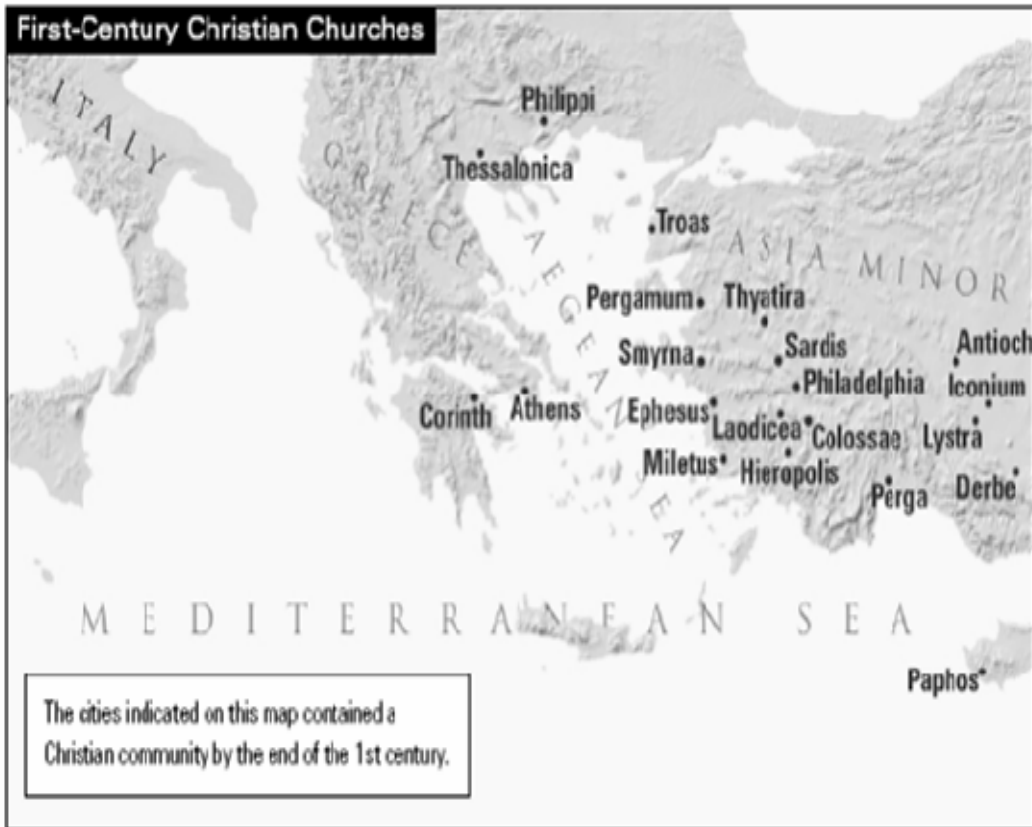 First-Century Christian Churches
ITALY
GREECE
Philippi
Thessalonica
AEGEAN SEA
Troas
ASIA MINOR
Pergamum
Thyatira
Smyrna
Sardis
Antioch
Philadelphia
Iconium
Corinth
Athens
Ephesus
Laodicea
Colossae
Lystra
Miletus
Hieropolis
Perga
Derbe
MEDITERRANEAN SEA
Paphos
The cities indicated on this map contained a
Christian community by the end of the 1st century.